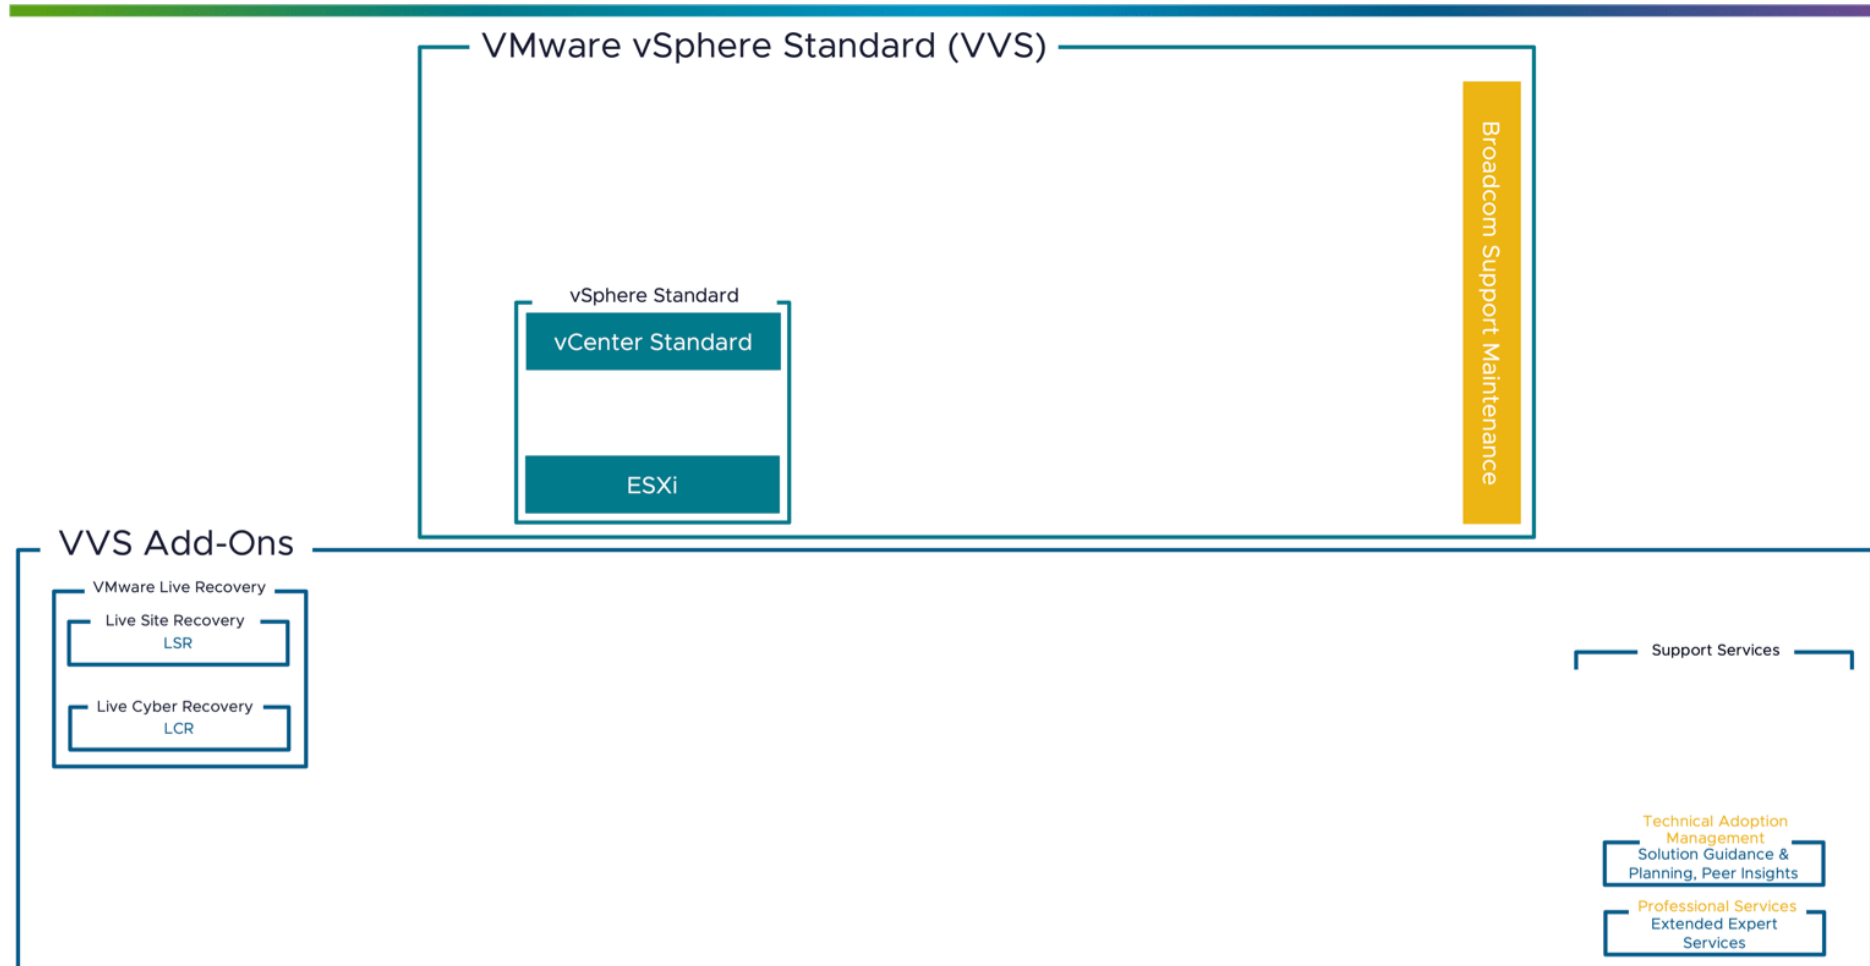 VMware vSphere Standard (VVS)
Broadcom Support Maintenance
vSphere Standard
vCenter Standard
ESXi
VVS Add-Ons
VMware Live Recovery
Live Site Recovery
LSR
Live Cyber Recovery
LCR
Support Services
Technical Adoption
Management
Solution Guidance &
Planning, Peer Insights
Professional Services
Extended Expert
Services